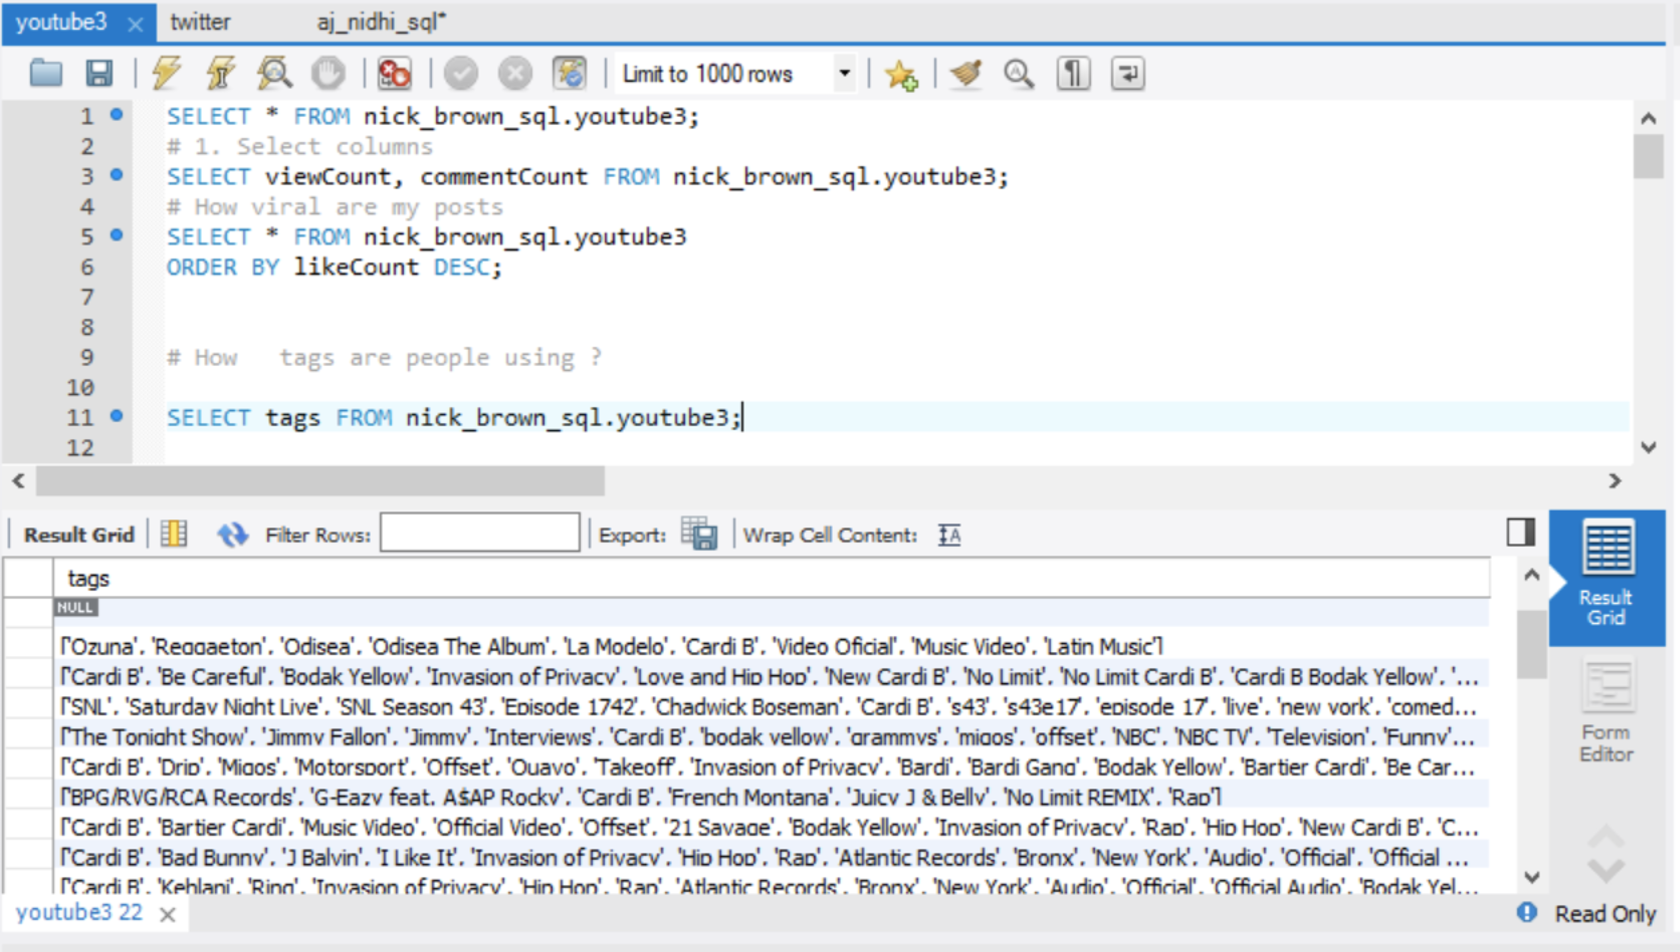 youtube3 × twitter aj_nidhi_sql*
Limit to 1000 rows
1 SELECT * FROM nick_brown_sql.youtube3;
2 # 1. Select columns
3 SELECT viewCount, commentCount FROM nick_brown_sql.youtube3;
4 # How viral are my posts
5 SELECT * FROM nick_brown_sql.youtube3
6 ORDER BY likeCount DESC;
7
8
9 # How   tags are people using ?
10
11 SELECT tags FROM nick_brown_sql.youtube3;
12
Result Grid Filter Rows: Export: Wrap Cell Content:
tags
NULL
['Ozuna', 'Reggaeton', 'Odisea', 'Odisea The Album', 'La Modelo', 'Cardi B', 'Video Oficial', 'Music Video', 'Latin Music']
['Cardi B', 'Be Careful', 'Bodak Yellow', 'Invasion of Privacy', 'Love and Hip Hop', 'New Cardi B', 'No Limit', 'No Limit Cardi B', 'Cardi B Bodak Yellow', '...
['SNL', 'Saturday Night Live', 'SNL Season 43', 'Episode 1742', 'Chadwick Boseman', 'Cardi B', 's43', 's43e17', 'episode 17', 'live', 'new york', 'comed...
['The Tonight Show', 'Jimmy Fallon', 'Jimmy', 'Interviews', 'Cardi B', 'bodak yellow', 'grammys', 'migos', 'offset', 'NBC', 'NBC TV', 'Television', 'Funny'...
['Cardi B', 'Drip', 'Migos', 'Motorsport', 'Offset', 'Quavo', 'Takeoff', 'Invasion of Privacy', 'Bardi', 'Bardi Gang', 'Bodak Yellow', 'Bartier Cardi', 'Be Car...
['BPG/RVG/RCA Records', 'G-Eazy feat. A$AP Rocky', 'Cardi B', 'French Montana', 'Juicy J & Belly', 'No Limit REMIX', 'Rap']
['Cardi B', 'Bartier Cardi', 'Music Video', 'Official Video', 'Offset', '21 Savage', 'Bodak Yellow', 'Invasion of Privacy', 'Rap', 'Hip Hop', 'New Cardi B', 'C...
['Cardi B', 'Bad Bunny', 'J Balvin', 'I Like It', 'Invasion of Privacy', 'Hip Hop', 'Rap', 'Atlantic Records', 'Bronx', 'New York', 'Audio', 'Official', 'Official ...
['Cardi B', 'Kehlani', 'Ring', 'Invasion of Privacy', 'Hip Hop', 'Rap', 'Atlantic Records', 'Bronx', 'New York', 'Audio', 'Official', 'Official Audio', 'Bodak Yel...
Result
Grid
Form
Editor
youtube3 22 × Read Only